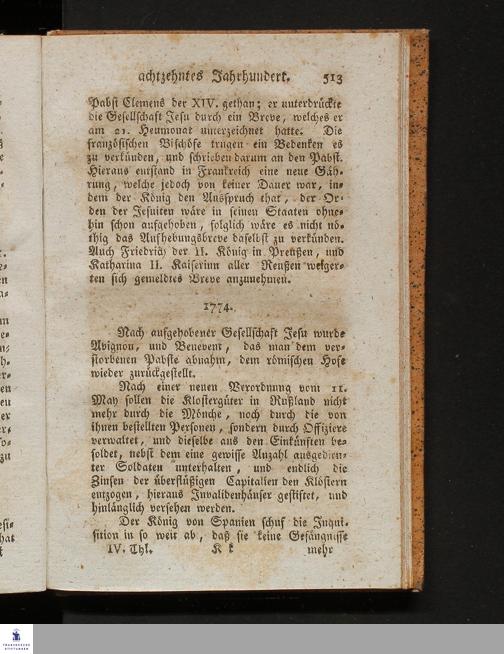 achtzehntes Jahrhundert. 513
Pabst Clemens der XIV. gethan; er unterdrückte
die Gesellschaft Jesu durch ein Breve, welches er
am 21. Heumonat unterzeichnet hatte. Die
französischen Bischöfe trugen ein Bedenken es
zu verkünden, und schrieben darum an den Pabst.
Hieraus entstand in Frankreich eine neue Gäh-
rung, welche jedoch von keiner Dauer war, in-
dem der König den Ausspruch that, der Or-
den der Jesuiten wäre in seinen Staaten ohne-
hin schon aufgehoben, folglich wäre es nicht nö-
thig das Aufhebungsbreve daselbst zu verkünden.
Auch Friedrich der II. König in Preußen, und
Katharina II. Kaiserinn aller Reußen weiger-
ten sich gemeldtes Breve anzunehmen.
1774.
Nach aufgehobener Gesellschaft Jesu wurde
Avignon, und Benevent, das man dem ver-
storbenen Pabste abnahm, dem römischen Hofe
wieder zurückgestellt.
Nach einer neuen Verordnung vom 11.
May sollen die Klostergüter in Rußland nicht
mehr durch die Mönche, noch durch die von
ihnen bestellten Personen, sondern durch Offiziere
verwaltet, und dieselbe aus den Einkünften be-
soldet, nebst dem eine gewisse Anzahl ausgedien-
ter Soldaten unterhalten, und endlich die
Zinsen der überflüßigen Capitalien den Klöstern
entzogen, hieraus Invalidenhäuser gestiftet, und
hinlänglich versehen werden.
Der König von Spanien schuf die Inqui-
sition in so weit ab, daß sie keine Gefängnisse
IV. Thl. K k mehr